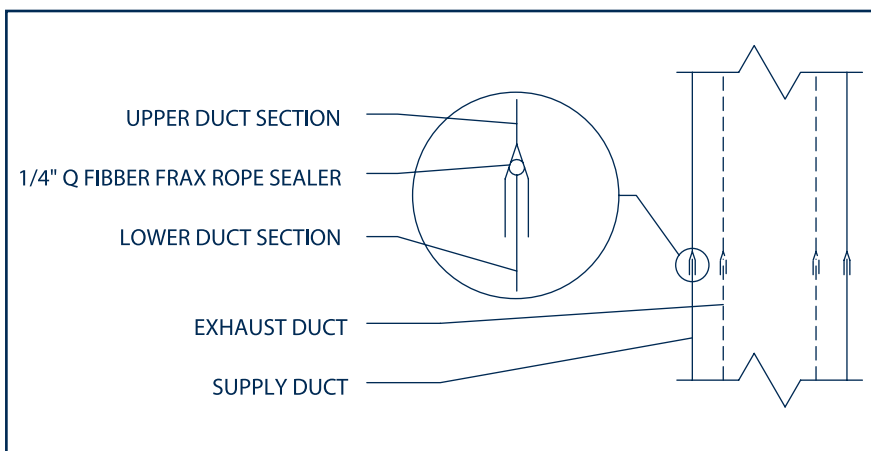 UPPER DUCT SECTION
1/4" Q FIBBER FRAX ROPE SEALER
LOWER DUCT SECTION
EXHAUST DUCT
SUPPLY DUCT